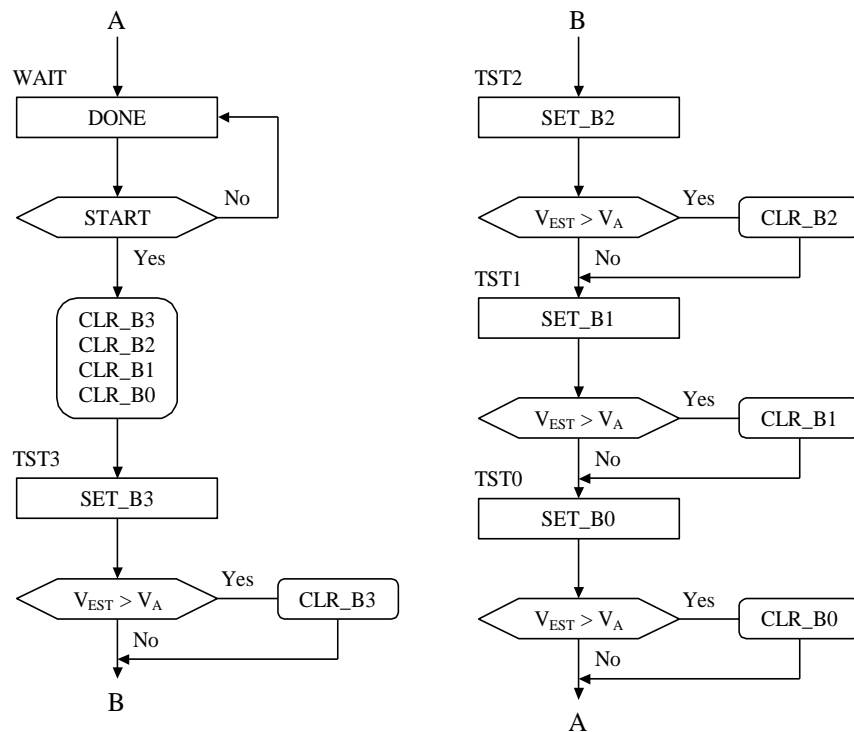 A
WAIT
DONE
No
START
Yes
CLR_B3
CLR_B2
CLR_B1
CLR_B0
TST3
SET_B3
Yes
V_EST > V_A
CLR_B3
No
B
B
TST2
SET_B2
Yes
V_EST > V_A
CLR_B2
No
TST1
SET_B1
Yes
V_EST > V_A
CLR_B1
No
TST0
SET_B0
Yes
V_EST > V_A
CLR_B0
No
A